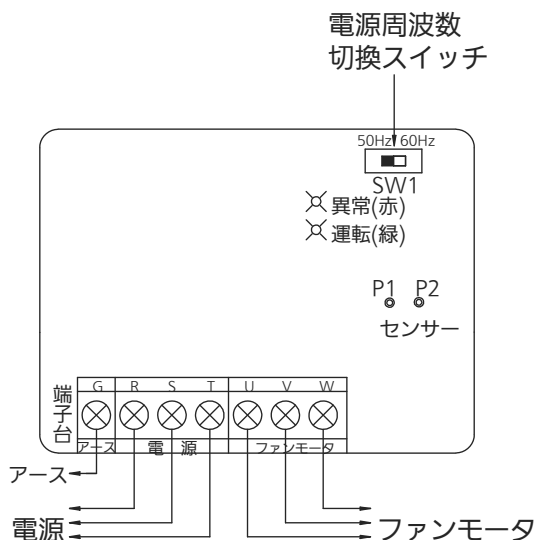 電源周波数
切換スイッチ
50Hz 60Hz
SW1
異常(赤)
運転(緑)
P1 P2
センサー
端子台
G R S T U V W
アース 電源 ファンモータ
アース
電源
ファンモータ